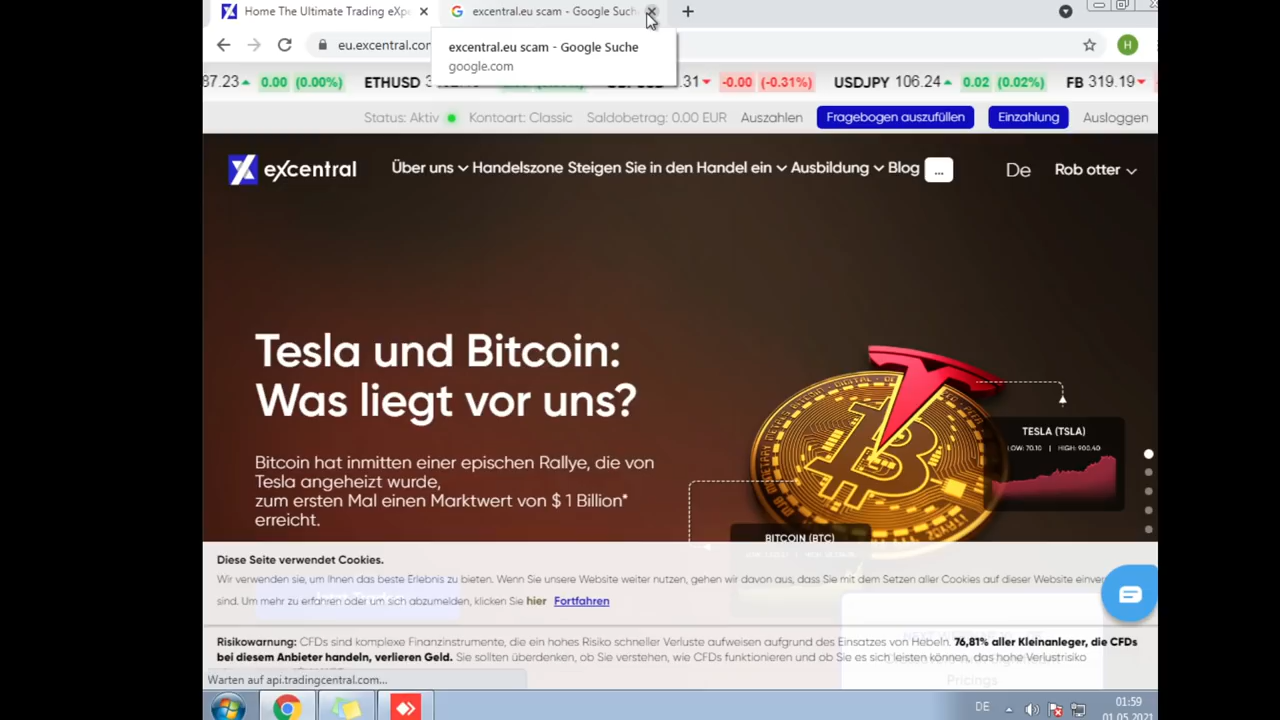 Home The Ultimate Trading eXpe
excentral.eu scam - Google Such
eu.excentral.con
excentral.eu scam - Google Suche
google.com
87.23 0.00 (0.00%) ETHUSD .31 -0.00 (-0.31%) USDJPY 106.24 0.02 (0.02%) FB 319.19
Status: Aktiv Kontoart: Classic Saldobetrag: 0.00 EUR Auszahlen Fragebogen auszufüllen Einzahlung Ausloggen
excentral Über uns Handelszone Steigen Sie in den Handel ein Ausbildung Blog ... De Rob otter
Tesla und Bitcoin:
Was liegt vor uns?
Bitcoin hat inmitten einer epischen Rallye, die von
Tesla angeheizt wurde,
zum ersten Mal einen Marktwert von $ 1 Billion*
erreicht.
TESLA (TSLA)
LOW: 70.10 | HIGH: 900.40
BITCOIN (BTC)
Diese Seite verwendet Cookies.
Wir verwenden sie, um Ihnen das beste Erlebnis zu bieten. Wenn Sie unsere Website weiter nutzen, gehen wir davon aus, dass Sie mit dem Setzen aller Cookies auf dieser Website einvers
sind. Um mehr zu erfahren oder um sich abzumelden, klicken Sie hier Fortfahren
Risikowarnung: CFDs sind komplexe Finanzinstrumente, die ein hohes Risiko schneller Verluste aufweisen aufgrund des Einsatzes von Hebeln. 76,81% aller Kleinanleger, die CFDs
bei diesem Anbieter handeln, verlieren Geld. Sie sollten überdenken, ob Sie verstehen, wie CFDs funktionieren und ob Sie es sich leisten können, das hohe Verlustrisiko
Pricings
Warten auf api.tradingcentral.com...
H
DE
01:59
01.05.2021